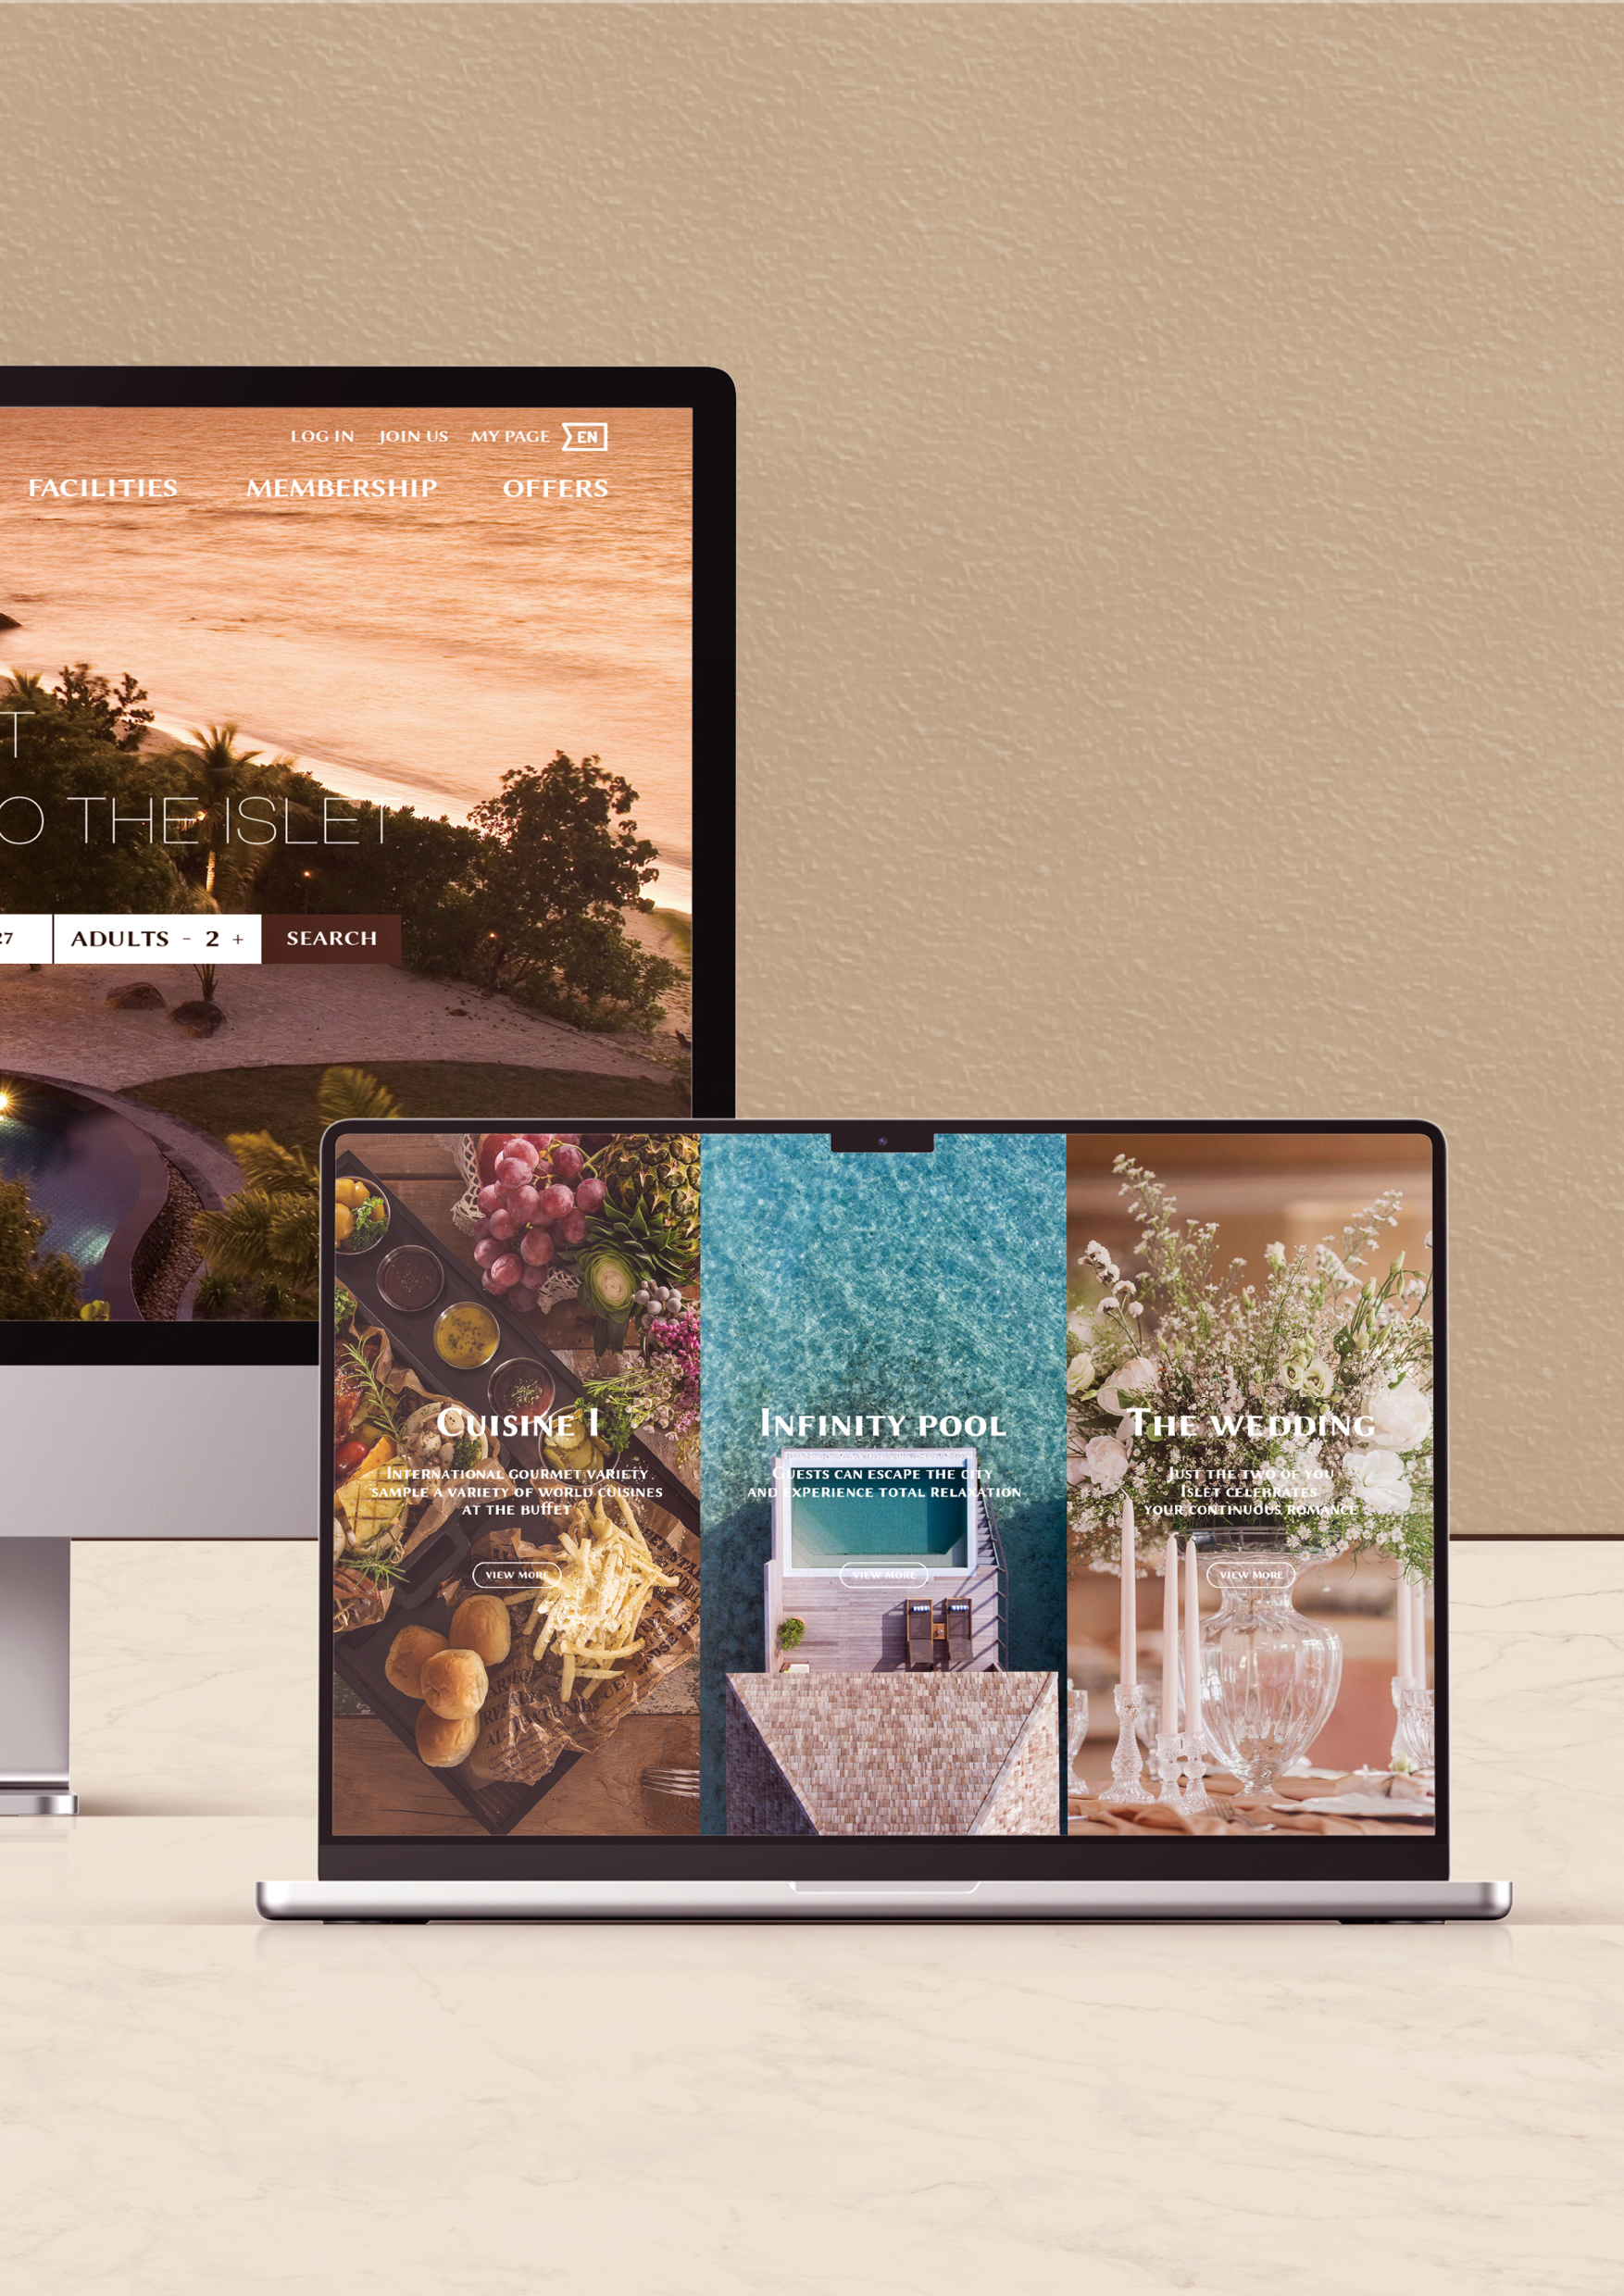 LOG IN JOIN US MY PAGE EN
FACILITIES MEMBERSHIP OFFERS
T
O THE ISLET
27 ADULTS - 2 + SEARCH
CUISINE I
INTERNATIONAL GOURMET VARIETY.
SAMPLE A VARIETY OF WORLD CUISINES
AT THE BUffET
VIEW MORE
INFINITY POOL
GUESTS CAN ESCAPE THE CITY
AND EXPERIENCE TOTAL RELAXATION
VIEW MORE
THE WEDDING
JUST THE TWO OF YOU
ISLET CELEBRATES
YOUR CONTINUOUS ROMANCE
VIEW MORE